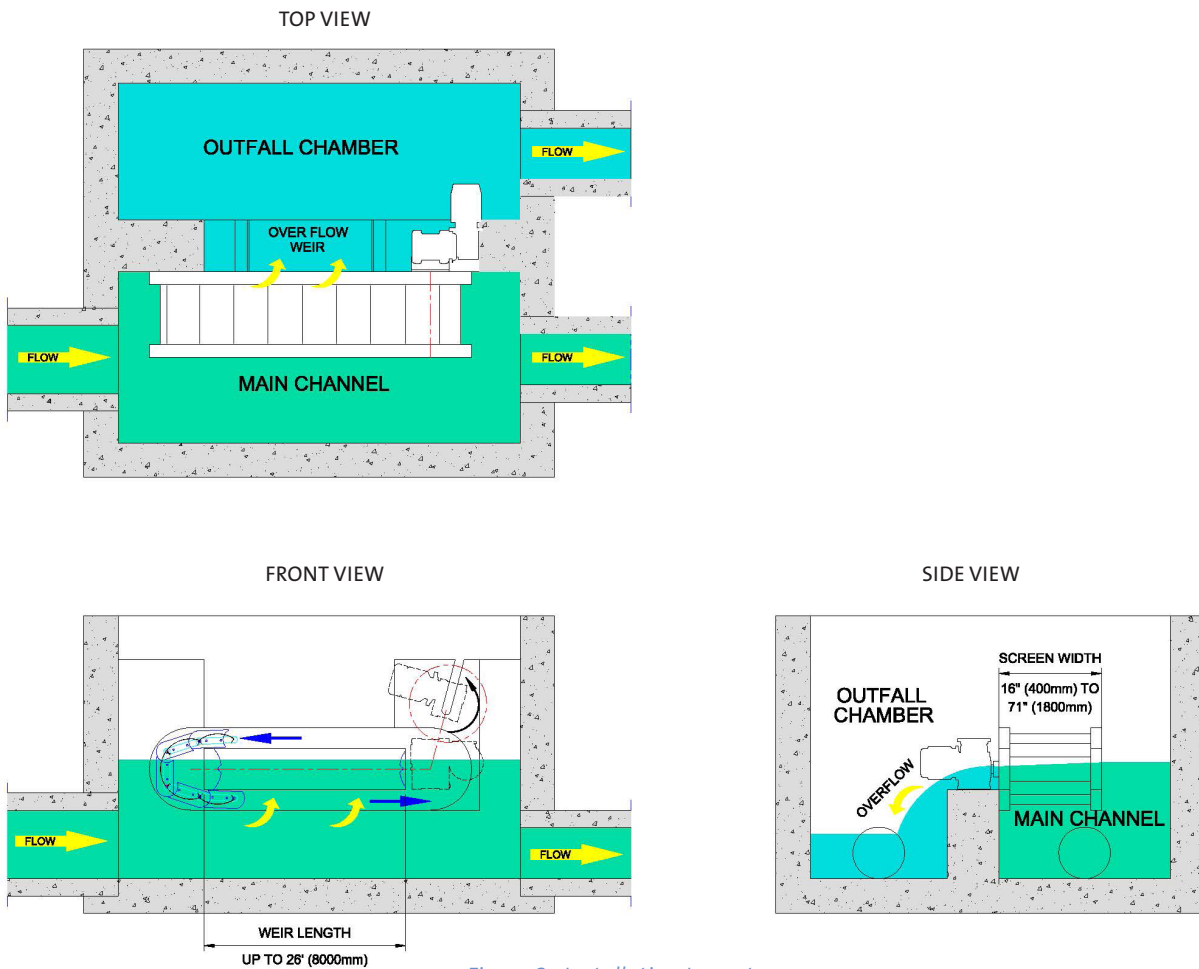 TOP VIEW
OUTFALL CHAMBER
FLOW
OVER FLOW
WEIR
FLOW
FLOW
MAIN CHANNEL
FRONT VIEW
FLOW
FLOW
WEIR LENGTH
UP TO 26' (8000mm)
SIDE VIEW
SCREEN WIDTH
16" (400mm) TO
71" (1800mm)
OUTFALL
CHAMBER
OVERFLOW
MAIN CHANNEL